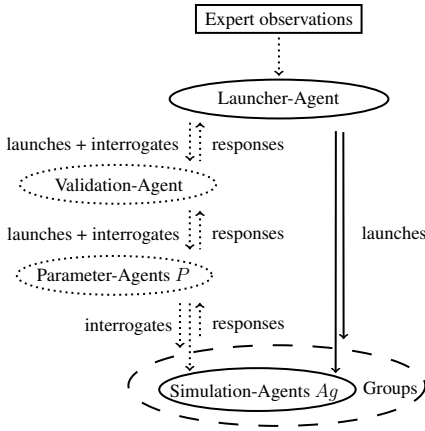 Expert observations
Launcher-Agent
launches + interrogates
responses
Validation-Agent
launches + interrogates
responses
launches
Parameter-Agents P
interrogates
responses
Simulation-Agents Ag
Groups